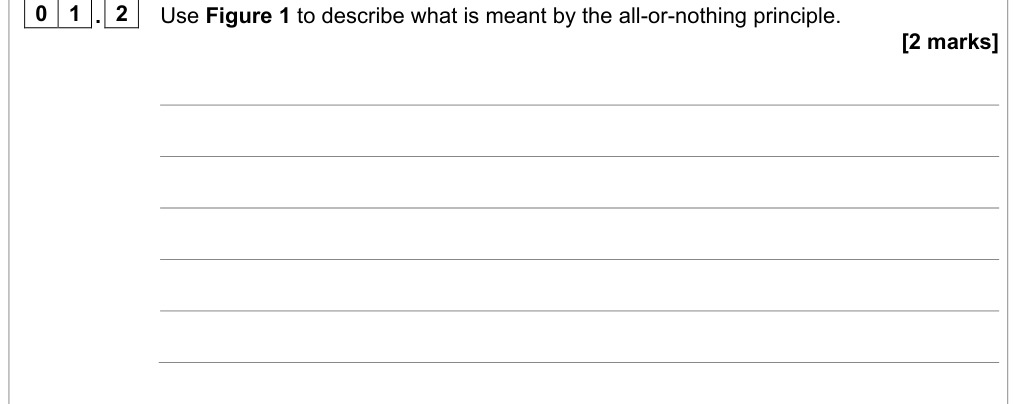 0 1 . 2 Use Figure 1 to describe what is meant by the all-or-nothing principle.
[2 marks]